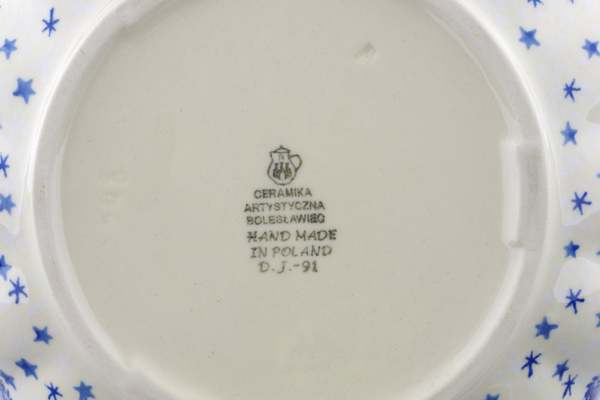 CERAMIKA
ARTYSTYCZNA
BOLESŁAWIEC
HAND MADE
IN POLAND
D.J.-91